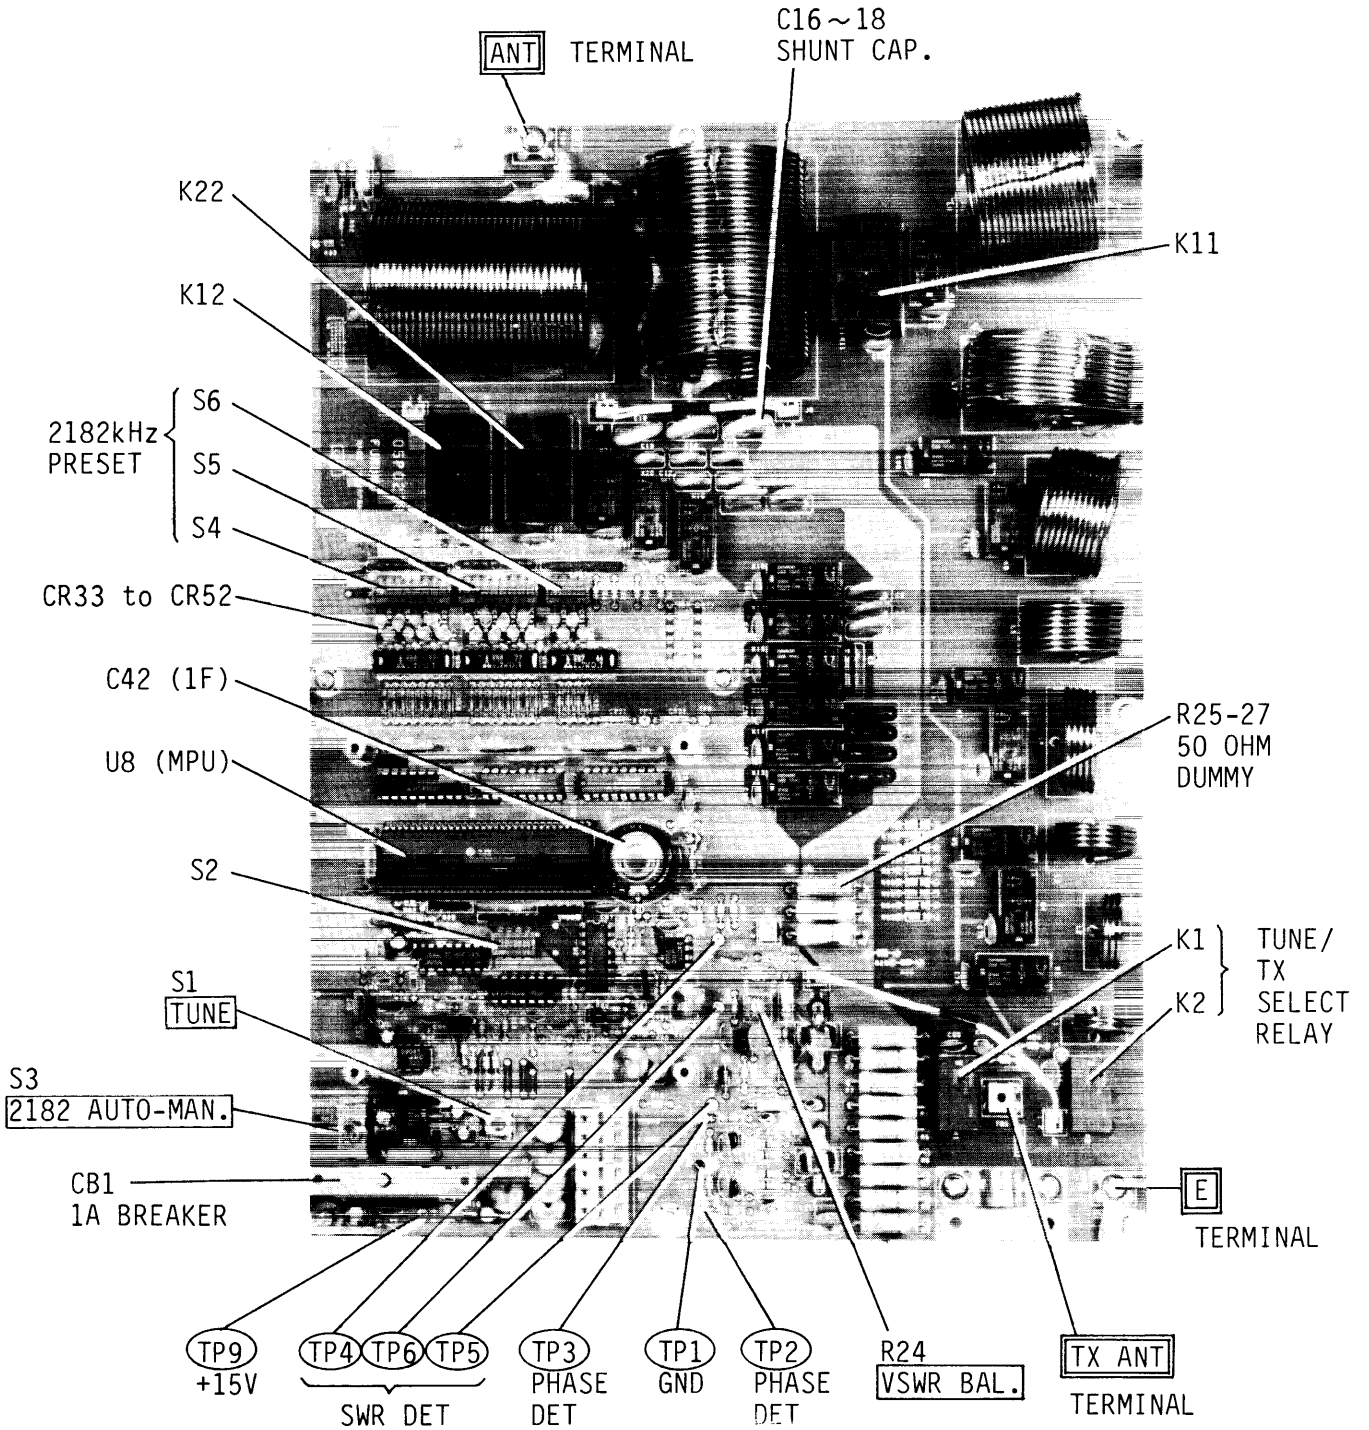 C16~18
SHUNT CAP.
ANT TERMINAL
K22
K11
K12
2182kHz
PRESET
S6
S5
S4
CR33 to CR52
C42 (1F)
R25-27
50 OHM
DUMMY
U8 (MPU)
S2
K1
K2
TUNE/
TX
SELECT
RELAY
S1
TUNE
S3
2182 AUTO-MAN.
CB1
1A BREAKER
E
TERMINAL
TP9
+15V
TP4 TP6 TP5
SWR DET
TP3
PHASE
DET
TP1
GND
TP2
PHASE
DET
R24
VSWR BAL.
TX ANT
TERMINAL